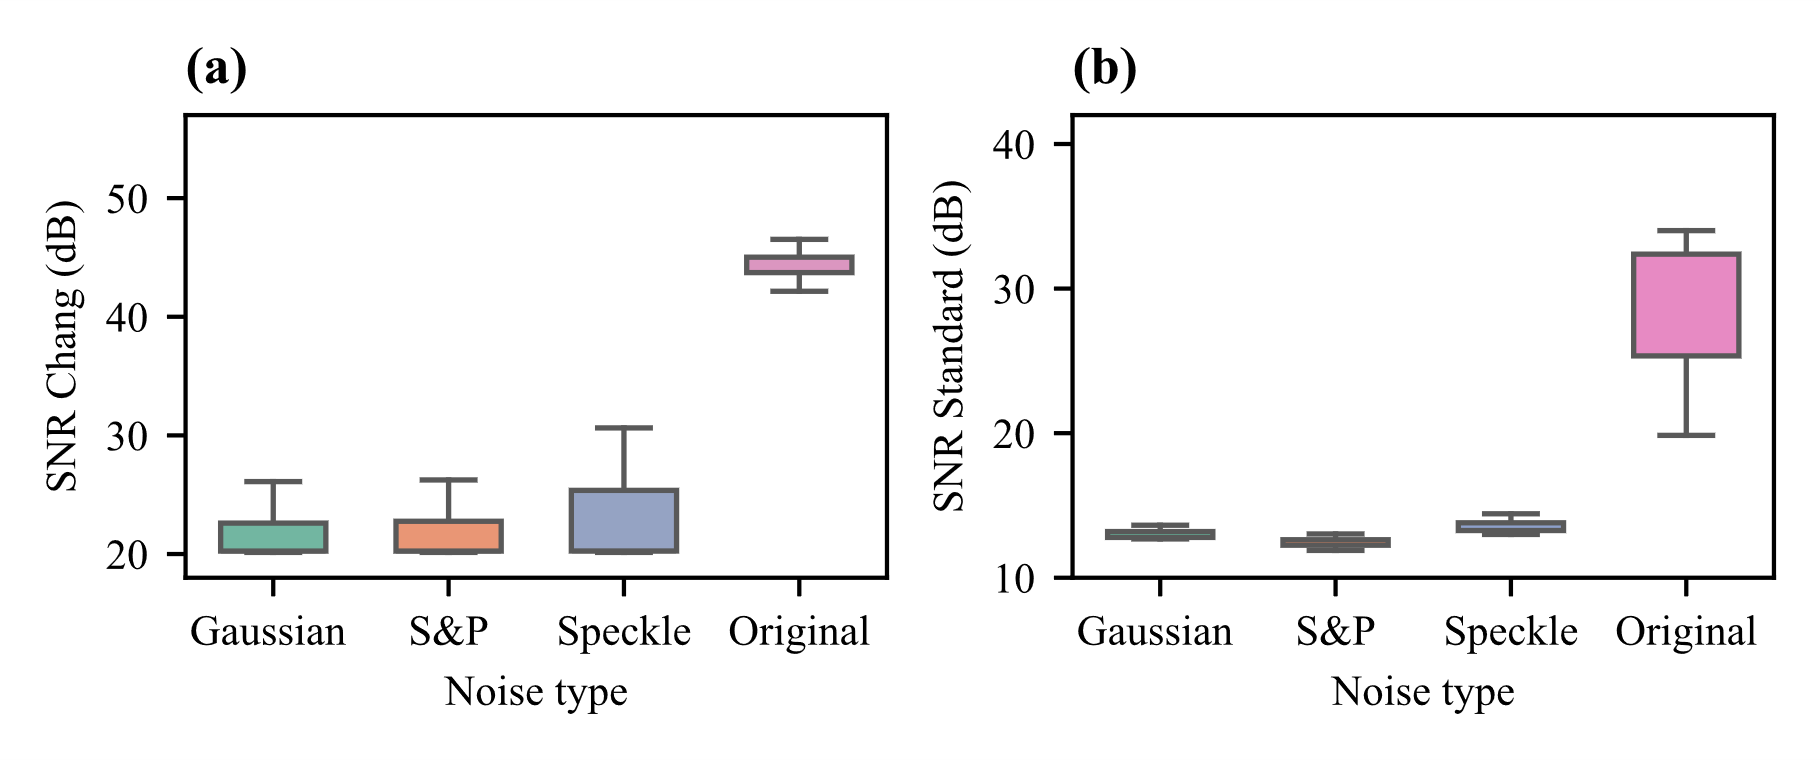 (a)
SNR Chang (dB)
50
40
30
20
Gaussian S&P Speckle Original
Noise type
(b)
SNR Standard (dB)
40
30
20
10
Gaussian S&P Speckle Original
Noise type